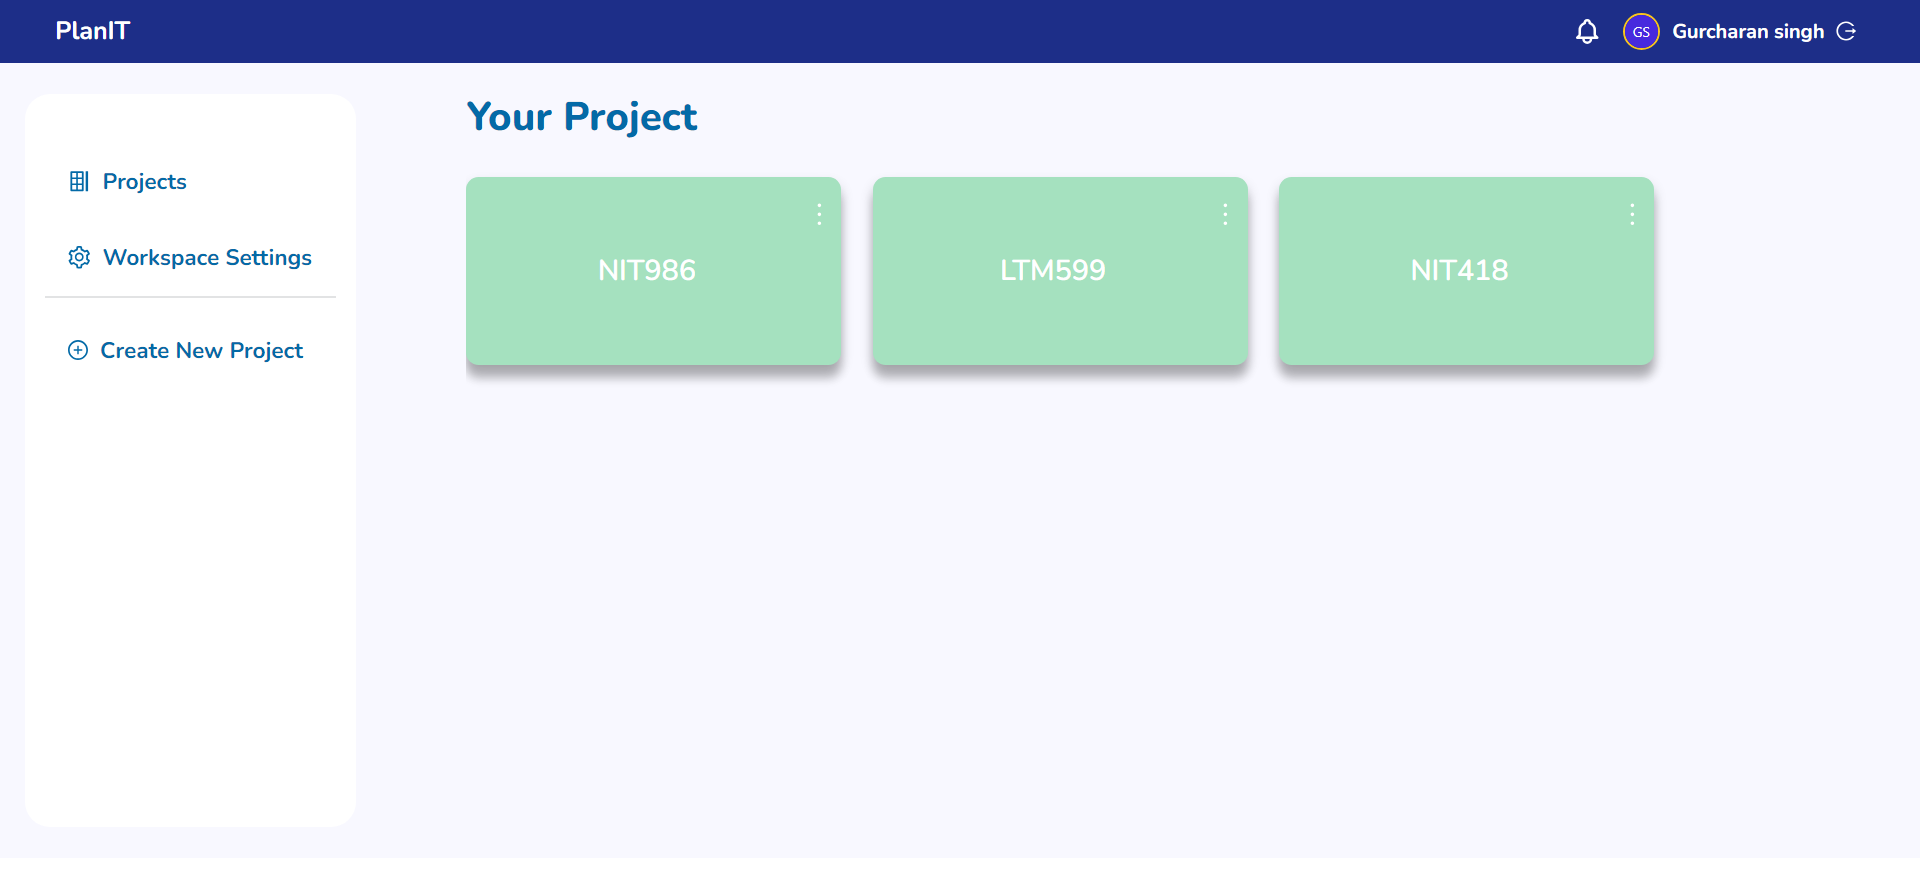 PlanIT
GS Gurcharan singh
Projects
Workspace Settings
Create New Project
Your Project
NIT986
LTM599
NIT418